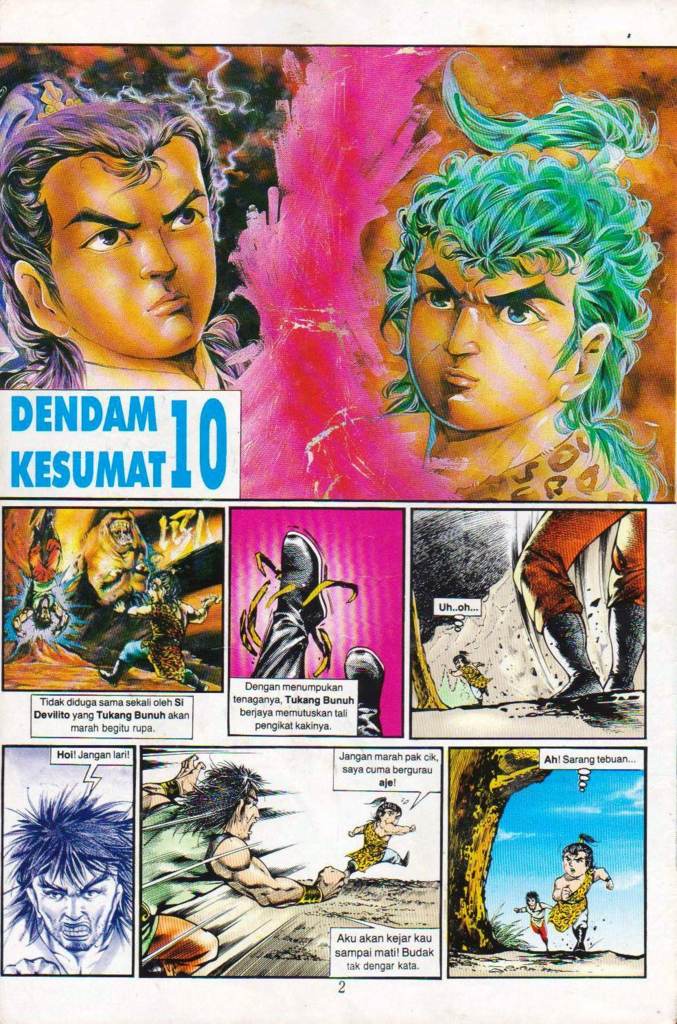 DENDAM
KESUMAT 10
Tidak diduga sama sekali oleh Si
Devilito yang Tukang Bunuh akan
marah begitu rupa.
Dengan menumpukan
tenaganya, Tukang Bunuh
berjaya memutuskan tali
pengikat kakinya.
Uh..oh...
Hoi! Jangan lari!
Jangan marah pak cik,
saya cuma bergurau
aje!
Aku akan kejar kau
sampai mati! Budak
tak dengar kata.
Ah! Sarang tebuan...
2